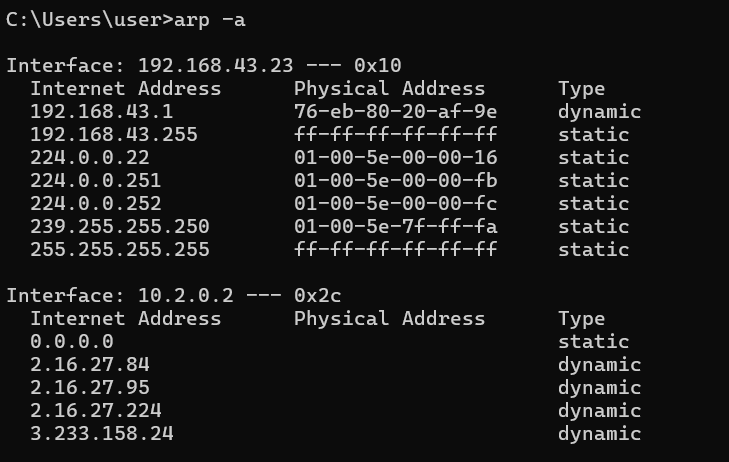 C:\Users\user>arp -a
Interface: 192.168.43.23 --- 0x10
Internet Address Physical Address Type
192.168.43.1 76-eb-80-20-af-9e dynamic
192.168.43.255 ff-ff-ff-ff-ff-ff static
224.0.0.22 01-00-5e-00-00-16 static
224.0.0.251 01-00-5e-00-00-fb static
224.0.0.252 01-00-5e-00-00-fc static
239.255.255.250 01-00-5e-7f-ff-fa static
255.255.255.255 ff-ff-ff-ff-ff-ff static
Interface: 10.2.0.2 --- 0x2c
Internet Address Physical Address Type
0.0.0.0 static
2.16.27.84 dynamic
2.16.27.95 dynamic
2.16.27.224 dynamic
3.233.158.24 dynamic